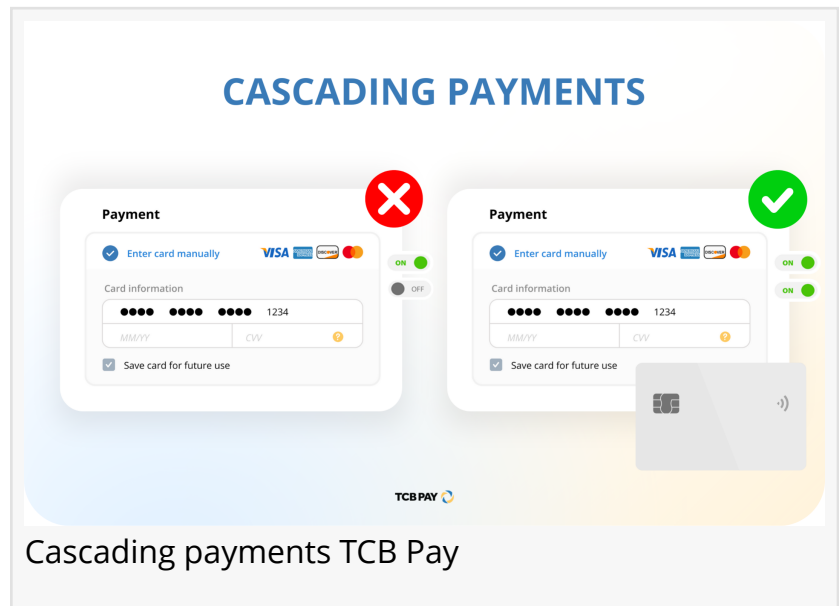 CASCADING PAYMENTS
Payment
Enter card manually
VISA
DISCOVER
ON
OFF
Card information
1234
MM/YY
CVV
?
Save card for future use
Payment
Enter card manually
VISA
DISCOVER
ON
ON
Card information
1234
MM/YY
CVV
?
Save card for future use
TCB PAY
Cascading payments TCB Pay